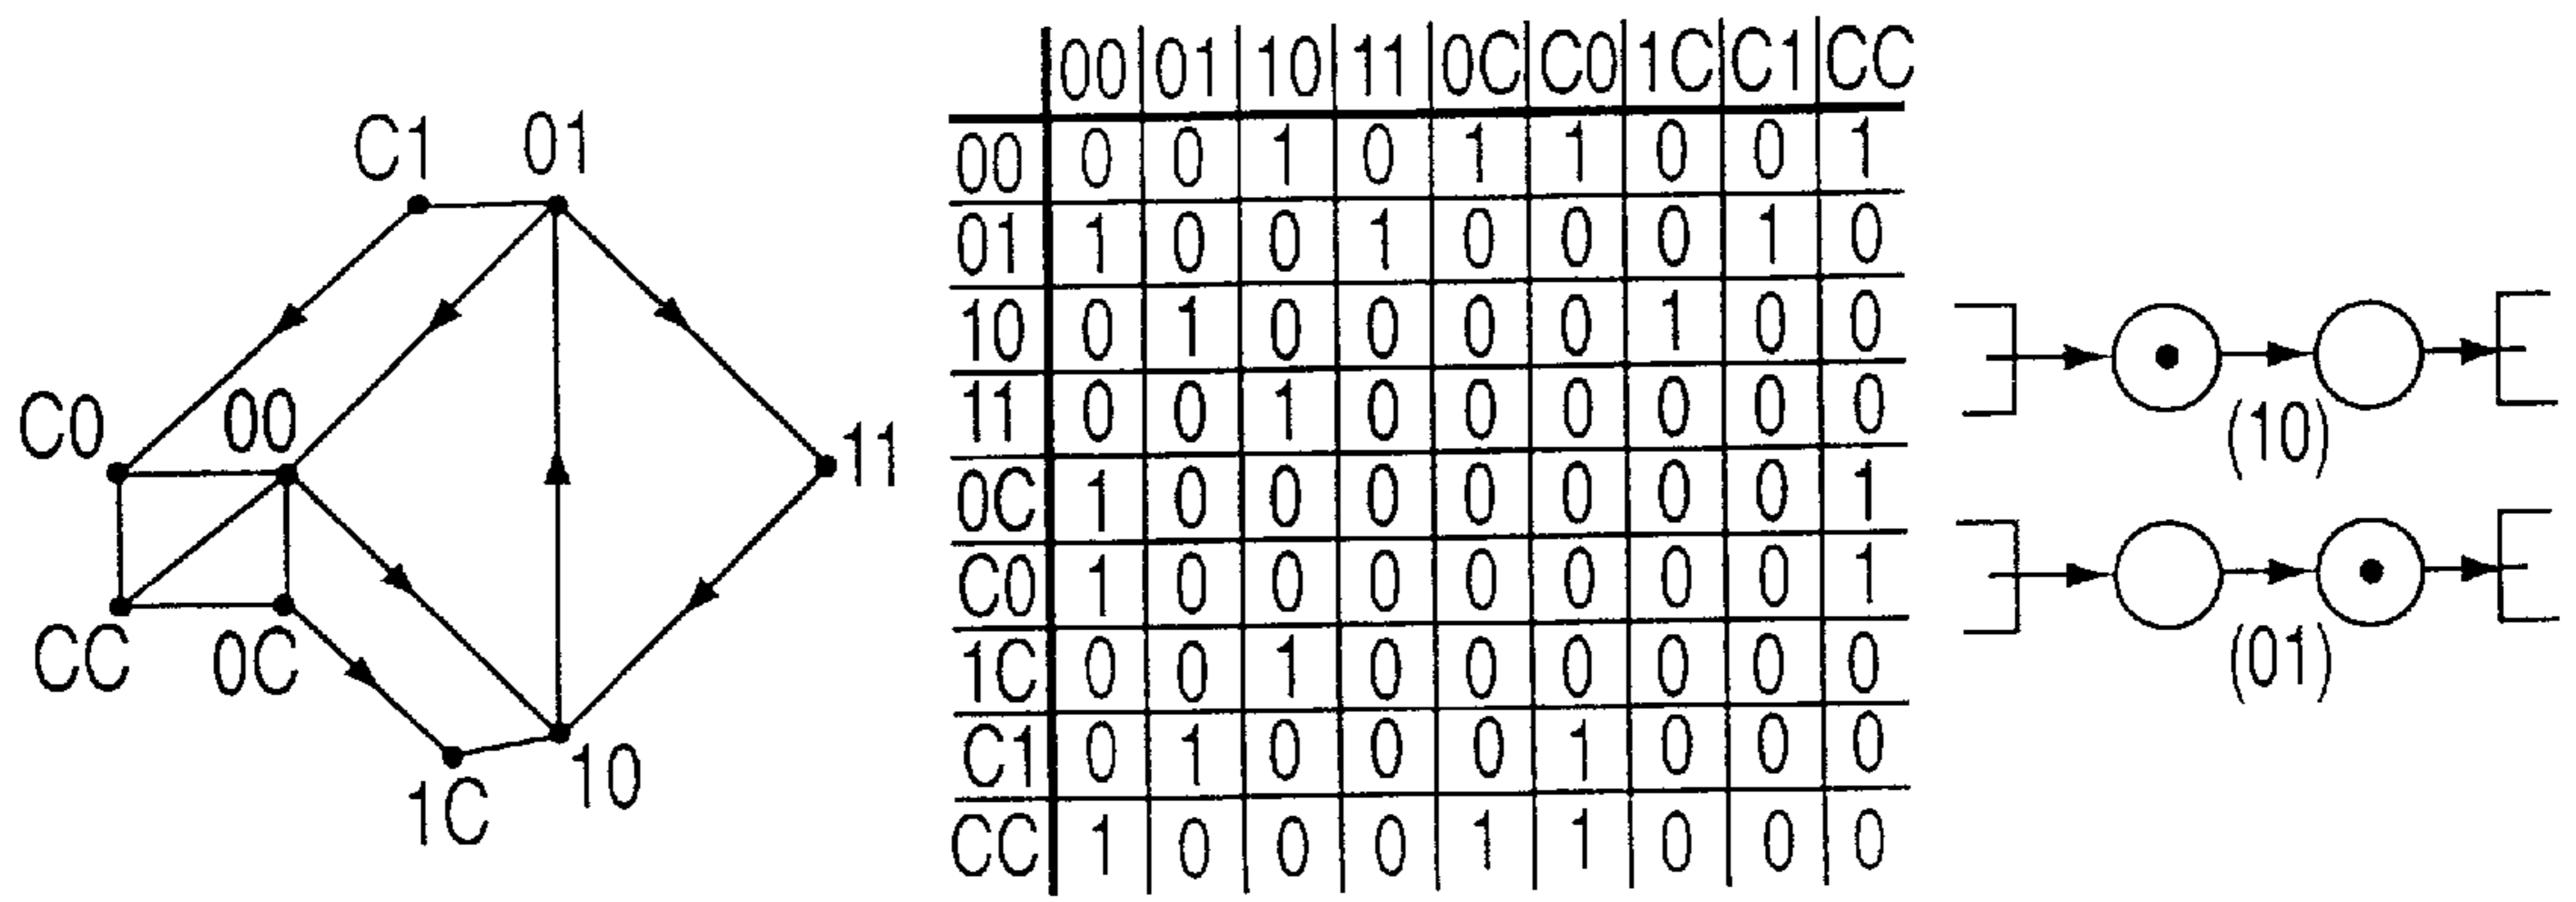 C1 01
C0 00
11
CC 0C
1C 10
00 01 10 11 0C C0 1C C1 CC
00 0 0 1 0 1 1 0 0 1
01 1 0 0 1 0 0 0 1 0
10 0 1 0 0 0 0 1 0 0
11 0 0 1 0 0 0 0 0 0
0C 1 0 0 0 0 0 0 0 1
C0 1 0 0 0 0 0 0 0 1
1C 0 0 1 0 0 0 0 0 0
C1 0 1 0 0 0 1 0 0 0
CC 1 0 0 0 1 1 0 0 0
(10)
(01)